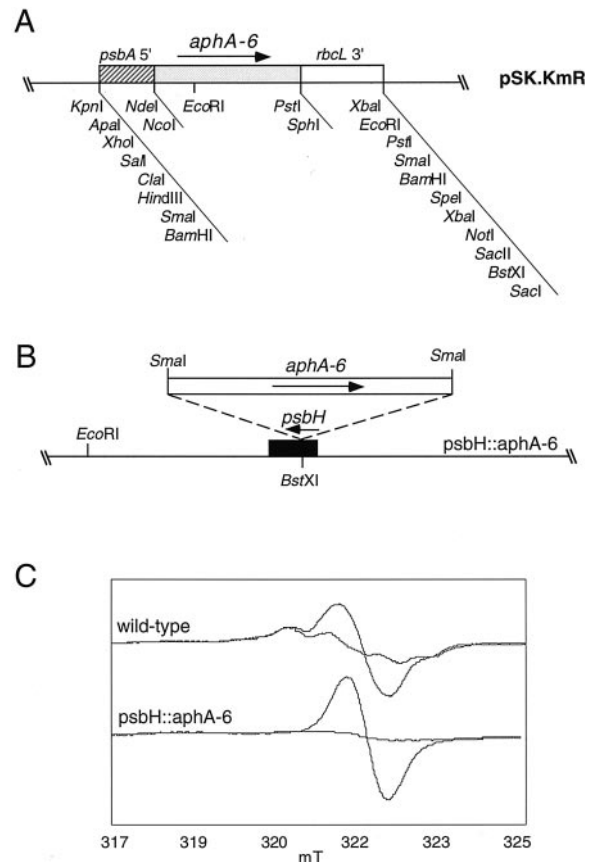 A
psbA 5'
aphA-6
rbcL 3'
pSK.KmR
KpnI
NdeI
EcoRI
PstI
XbaI
ApaI
NcoI
SphI
EcoRI
XhoI
PstI
SalI
SmaI
ClaI
BamHI
HindIII
SpeI
SmaI
XbaI
BamHI
NotI
SacII
BstXI
SacI
B
SmaI
aphA-6
SmaI
psbH
EcoRI
psbH::aphA-6
BstXI
C
wild-type
psbH::aphA-6
317 319 320 322 323 325
mT